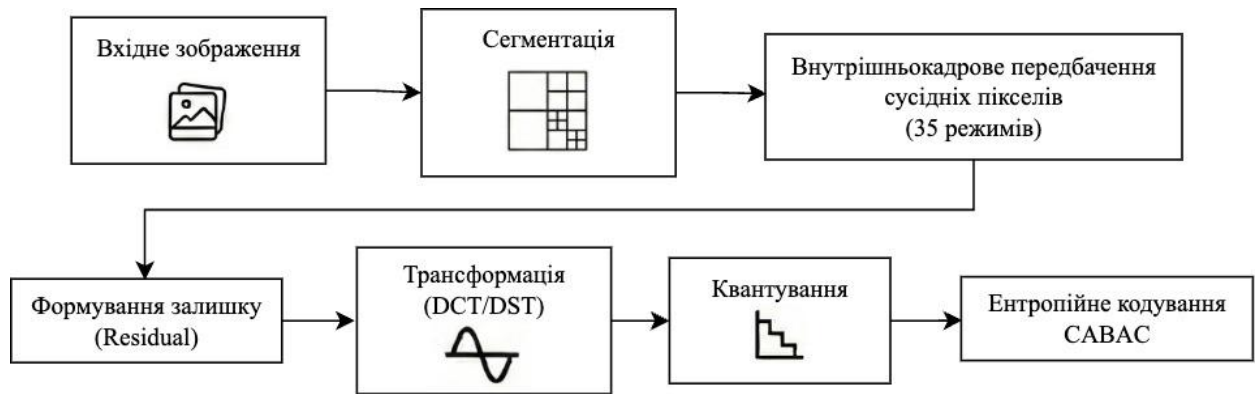 Вхідне зображення
Сегментація
Внутрішньокадрове передбачення
сусідніх пікселів
(35 режимів)
Формування залишку
(Residual)
Трансформація
(DCT/DST)
Квантування
Ентропійне кодування
CABAC